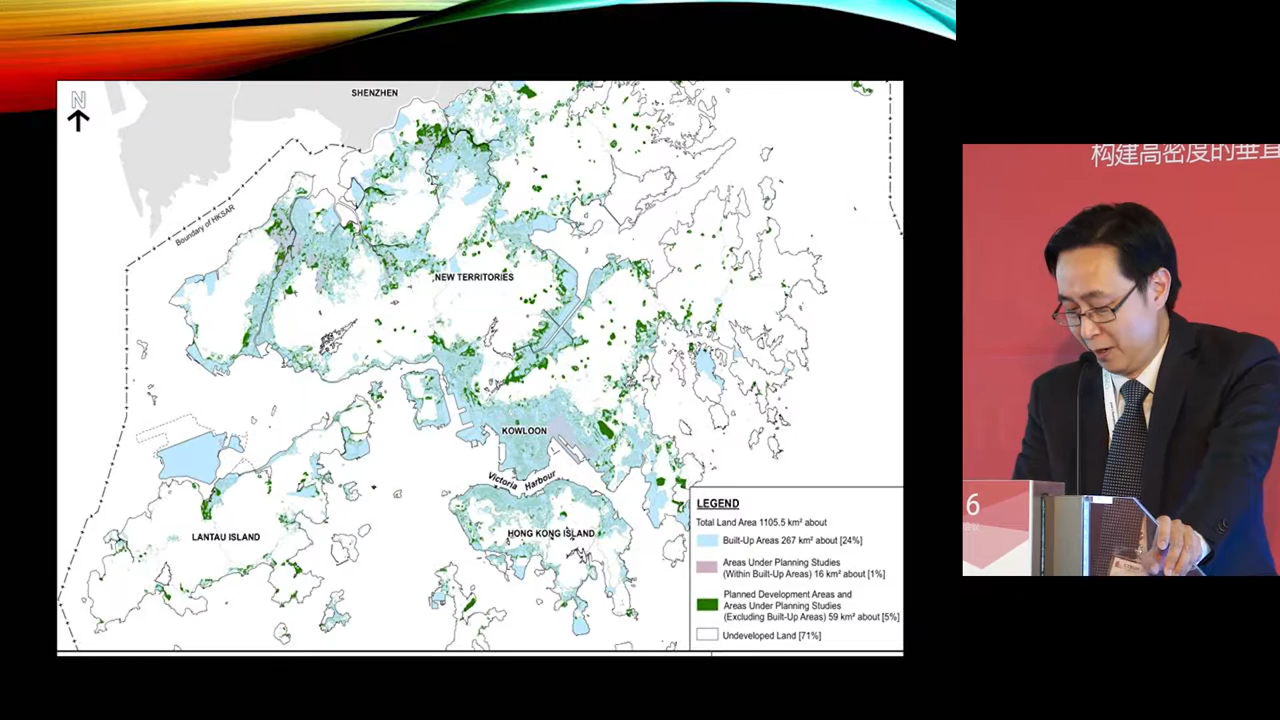 N
SHENZHEN
Boundary of HKSAR
NEW TERRITORIES
KOWLOON
Victoria Harbour
HONG KONG ISLAND
LANTAU ISLAND
LEGEND
Total Land Area 1105.5 km² about
Built-Up Areas 267 km² about [24%]
Areas Under Planning Studies
(Within Built-Up Areas) 16 km² about [1%]
Planned Development Areas and
Areas Under Planning Studies
(Excluding Built-Up Areas) 59 km² about [5%]
Undeveloped Land [71%]
构建高密度的垂直
6